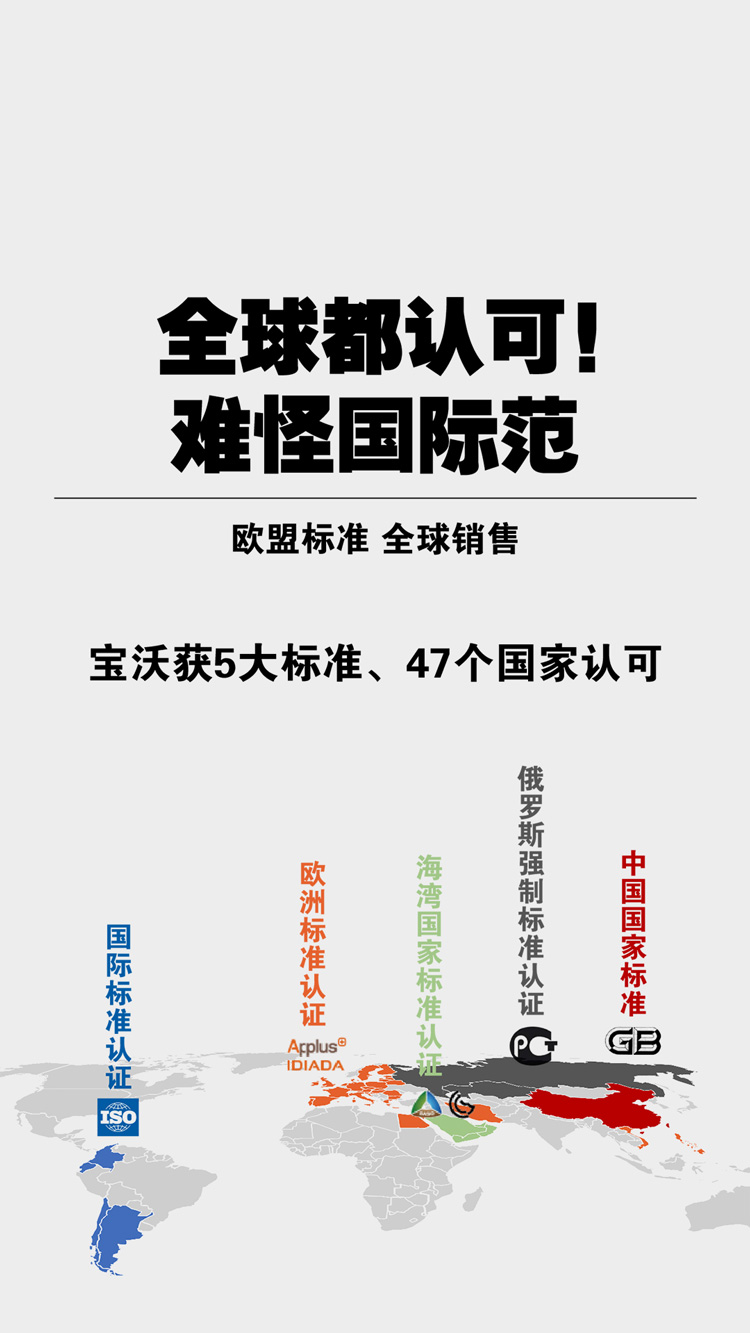 全球都认可！
难怪国际范
欧盟标准 全球销售
宝沃获5大标准、47个国家认可
国际标准认证
ISO
欧洲标准认证
Applus+
IDIADA
海湾国家标准认证
俄罗斯强制标准认证
PCT
中国国家标准
GB